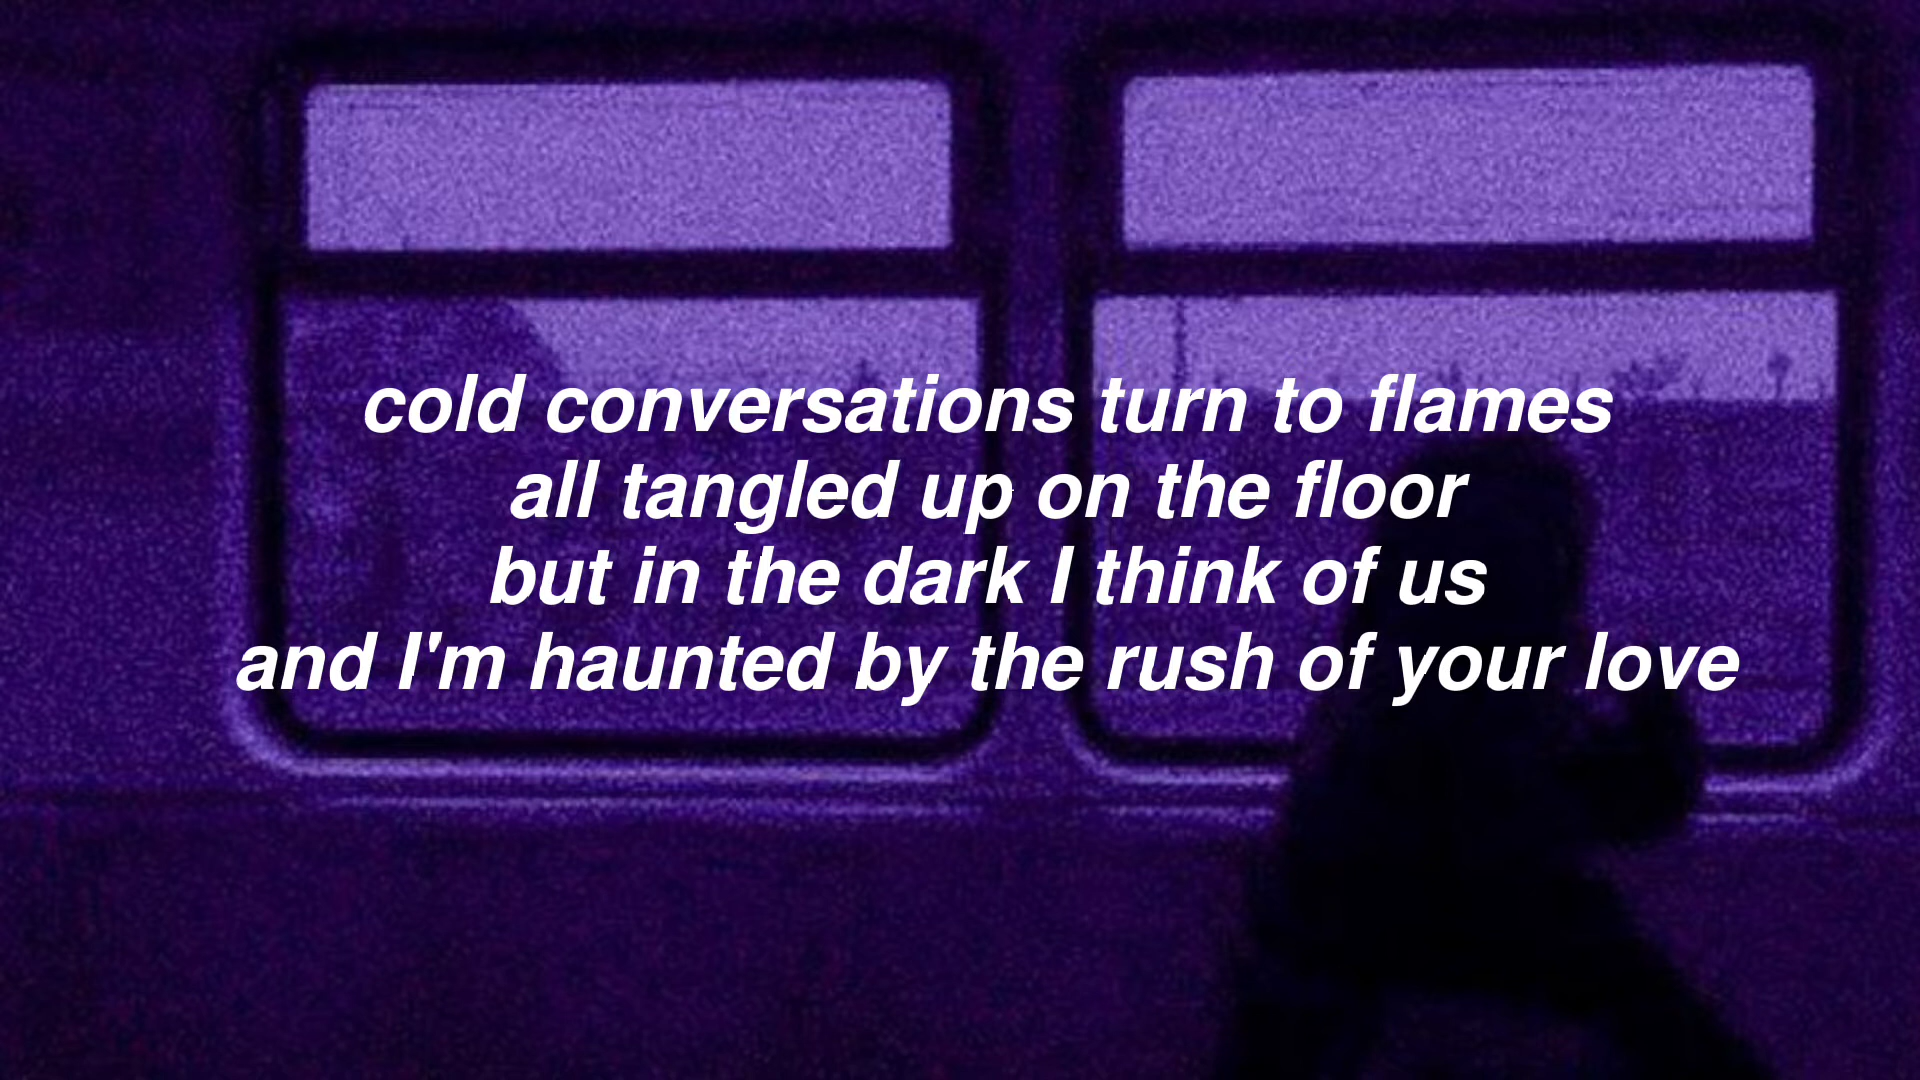 cold conversations turn to flames
all tangled up on the floor
but in the dark I think of us
and I'm haunted by the rush of your love